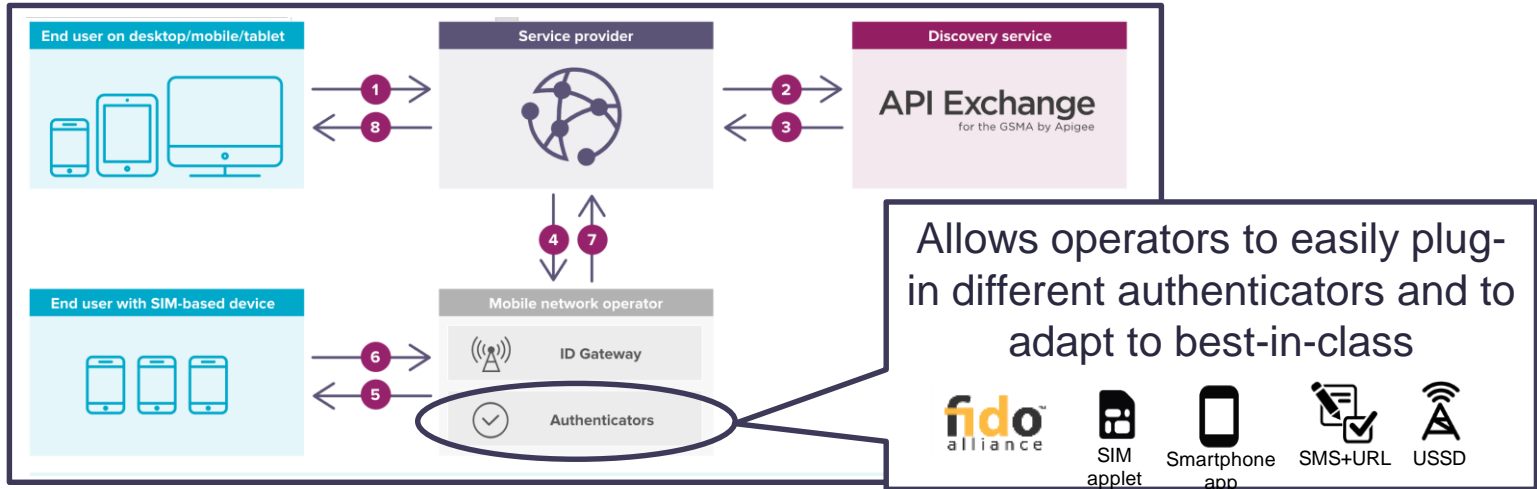 End user on desktop/mobile/tablet
Service provider
Discovery service
1
8
2
3
API Exchange
for the GSMA by Apigee
4
7
End user with SIM-based device
Mobile network operator
6
5
ID Gateway
Authenticators
Allows operators to easily plug-
in different authenticators and to
adapt to best-in-class
fido™
alliance
SIM
applet
Smartphone
app
SMS+URL
USSD